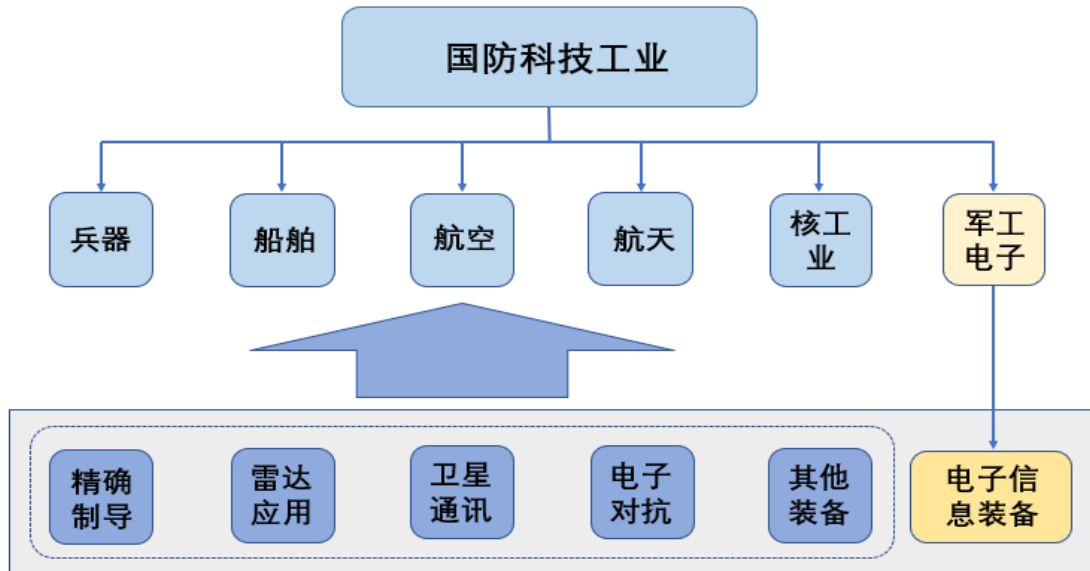 国防科技工业
兵器
船舶
航空
航天
核工
业
军工
电子
精确
制导
雷达
应用
卫星
通讯
电子
对抗
其他
装备
电子信
息装备